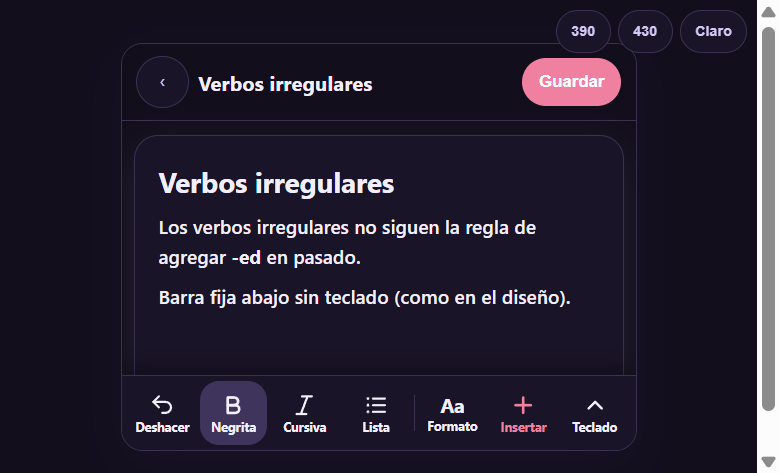 390 430 Claro
‹ Verbos irregulares Guardar
Verbos irregulares
Los verbos irregulares no siguen la regla de
agregar -ed en pasado.
Barra fija abajo sin teclado (como en el diseño).
B I Aa
Deshacer Negrita Cursiva Lista Formato Insertar Teclado